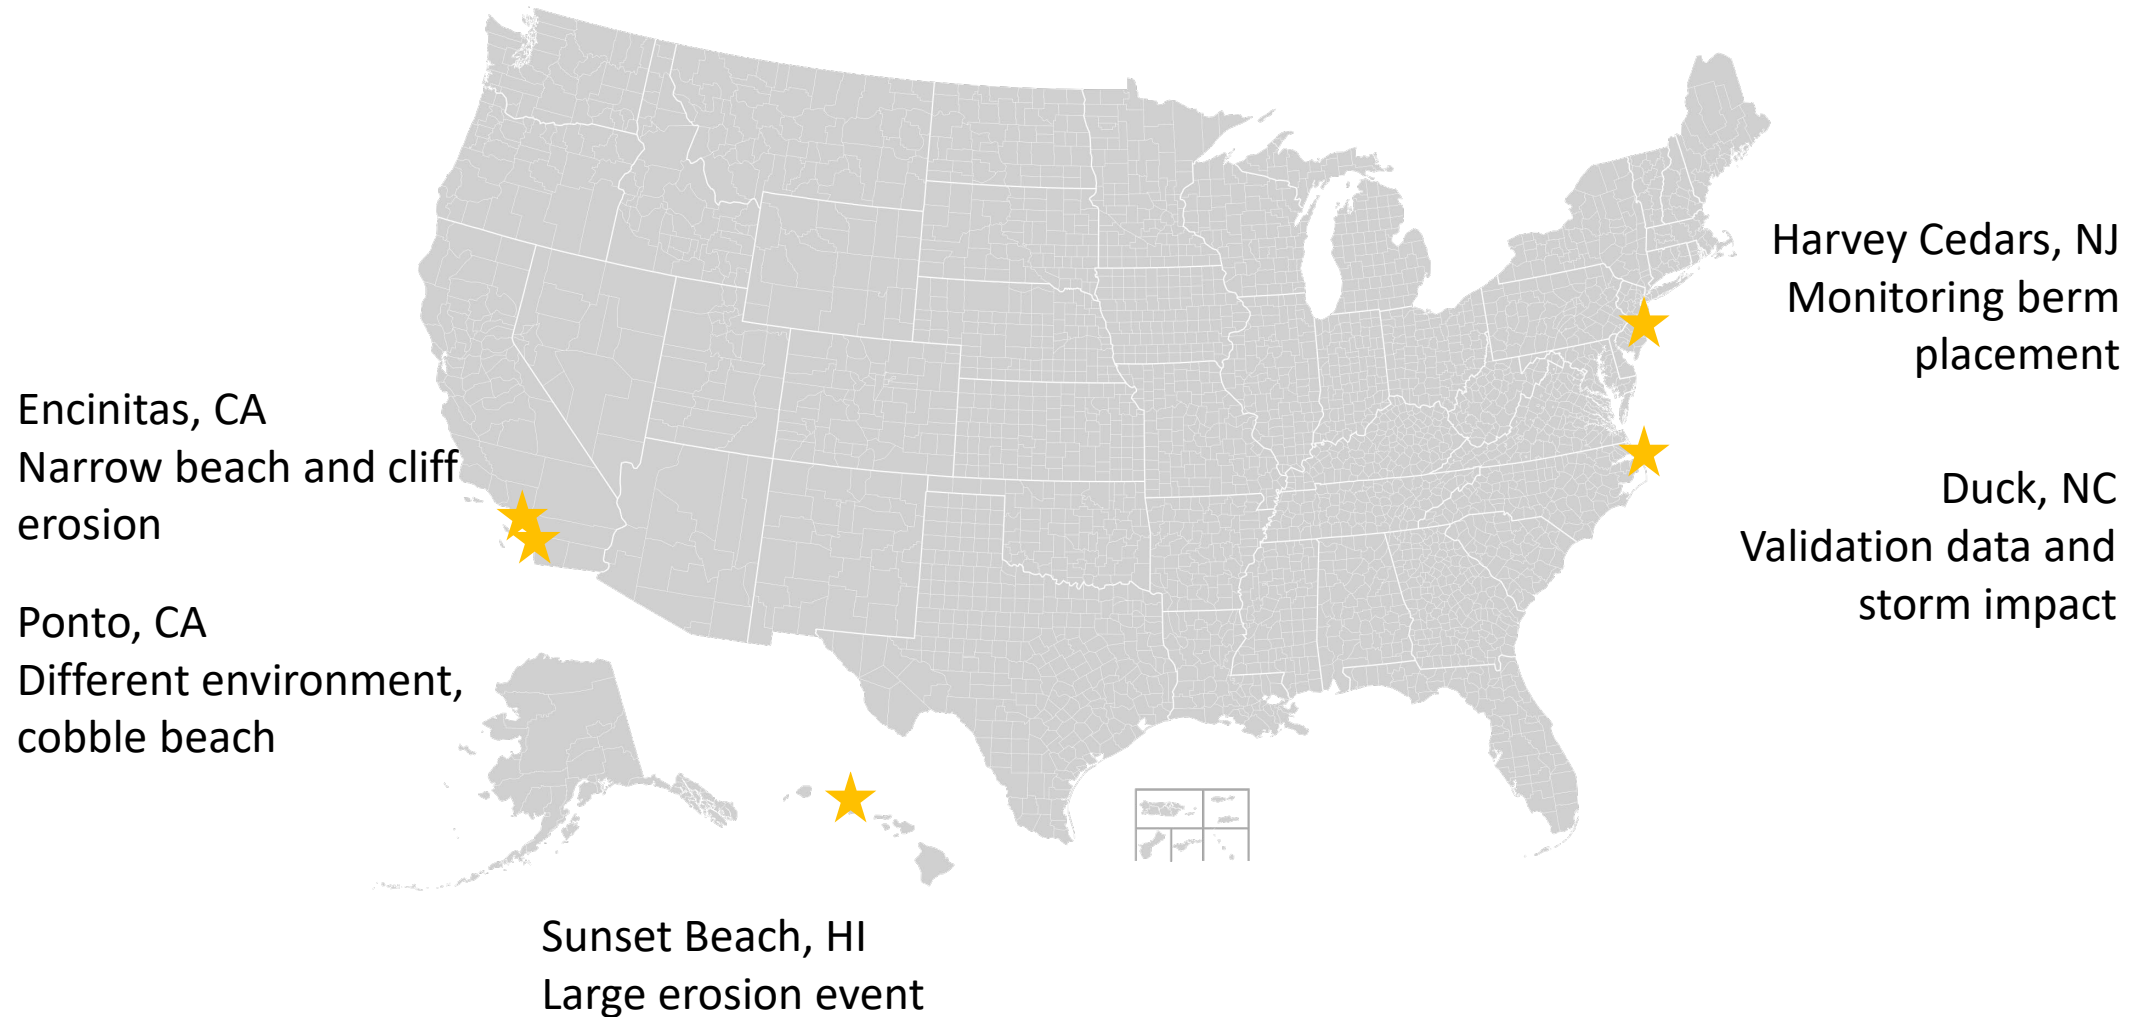 Harvey Cedars, NJ
Monitoring berm
placement
Encinitas, CA
Narrow beach and cliff
erosion
Duck, NC
Validation data and
storm impact
Ponto, CA
Different environment,
cobble beach
Sunset Beach, HI
Large erosion event